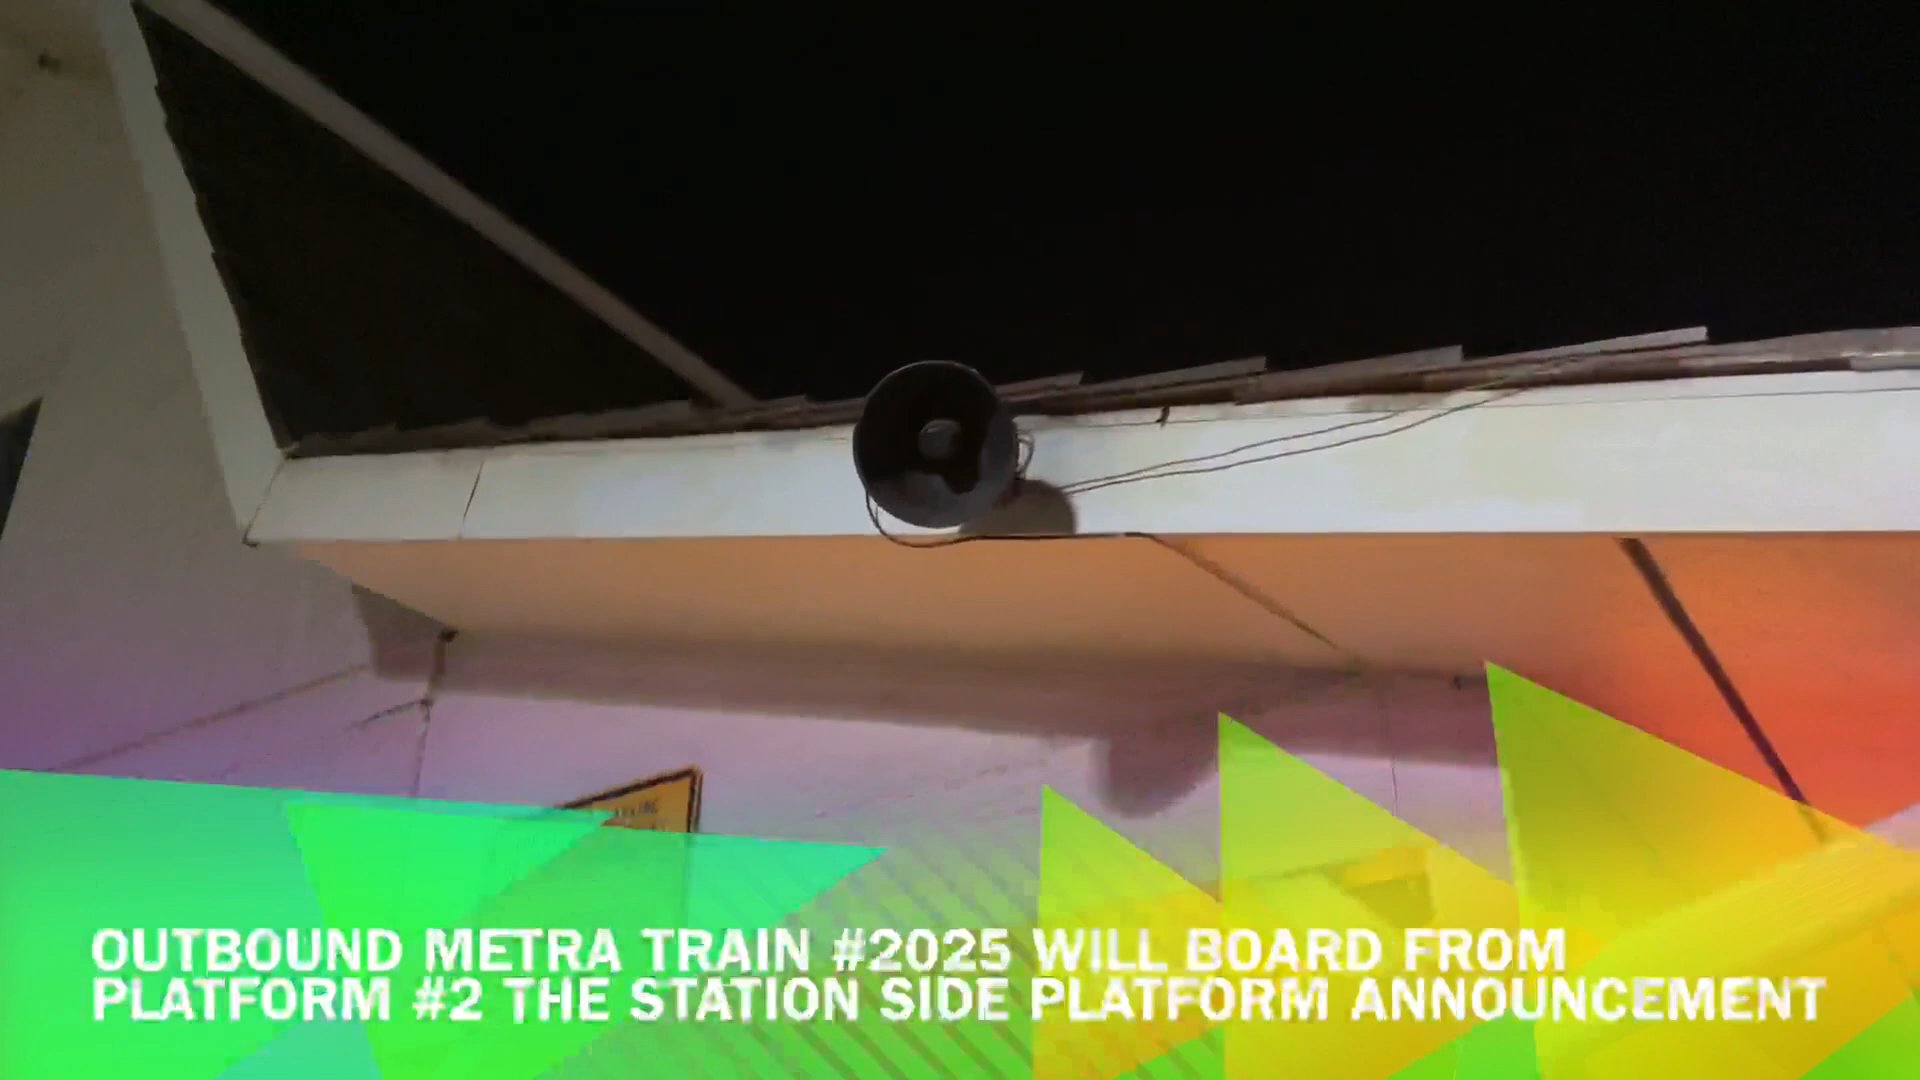 OUTBOUND METRA TRAIN #2025 WILL BOARD FROM
PLATFORM #2 THE STATION SIDE PLATFORM ANNOUNCEMENT